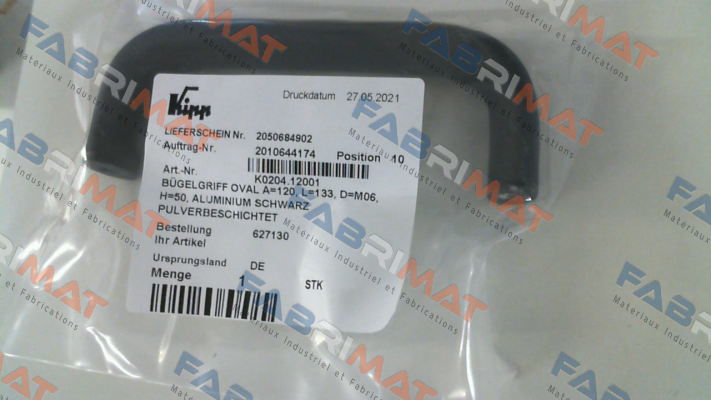 Kipp
Druckdatum 27.05.2021
LIEFERSCHEIN Nr. 2050684902
Auftrag-Nr. 2010644174 Position 10
Art.-Nr. K0204.12001
BÜGELGRIFF OVAL A=120, L=133, D=M06,
H=50, ALUMINIUM SCHWARZ
PULVERBESCHICHTET
Bestellung 627130
Ihr Artikel
Ursprungsland DE
Menge 1 STK
FABRIMAT
Materiaux Industriel et Fabrications